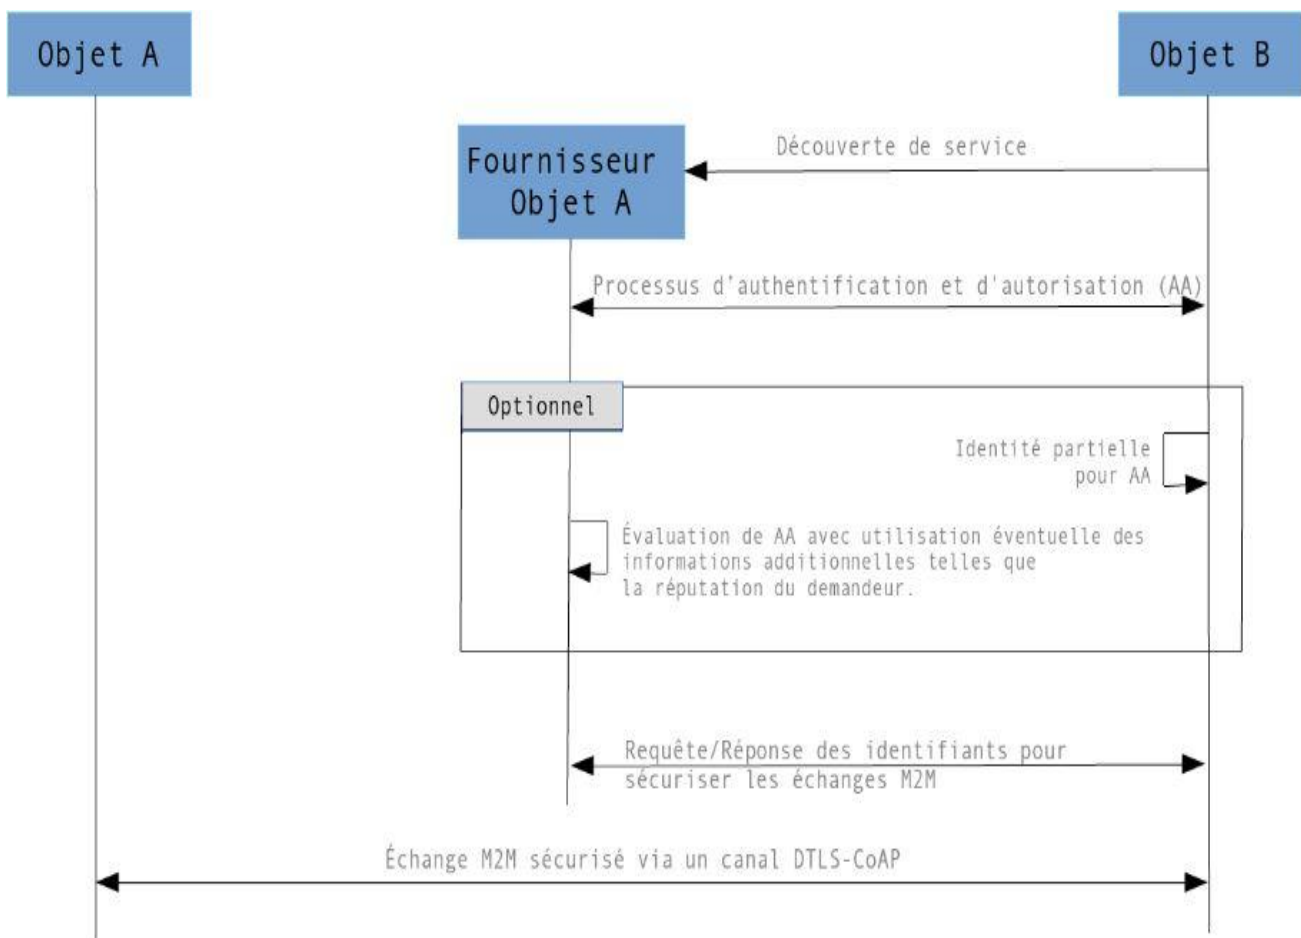 Objet A
Objet B
Découverte de service
Fournisseur
Objet A
Processus d'authentification et d'autorisation (AA)
Optionnel
Identité partielle
pour AA
Évaluation de AA avec utilisation éventuelle des
informations additionnelles telles que
la réputation du demandeur.
Requête/Réponse des identifiants pour
sécuriser les échanges M2M
Échange M2M sécurisé via un canal DTLS-CoAP